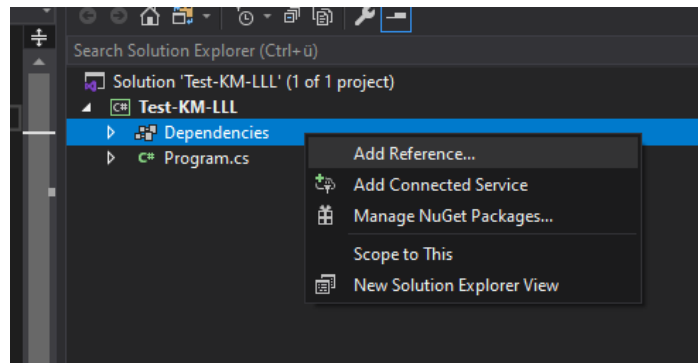 Search Solution Explorer (Ctrl+ü)
Solution 'Test-KM-LLL' (1 of 1 project)
C# Test-KM-LLL
Dependencies
C# Program.cs
Add Reference...
Add Connected Service
Manage NuGet Packages...
Scope to This
New Solution Explorer View